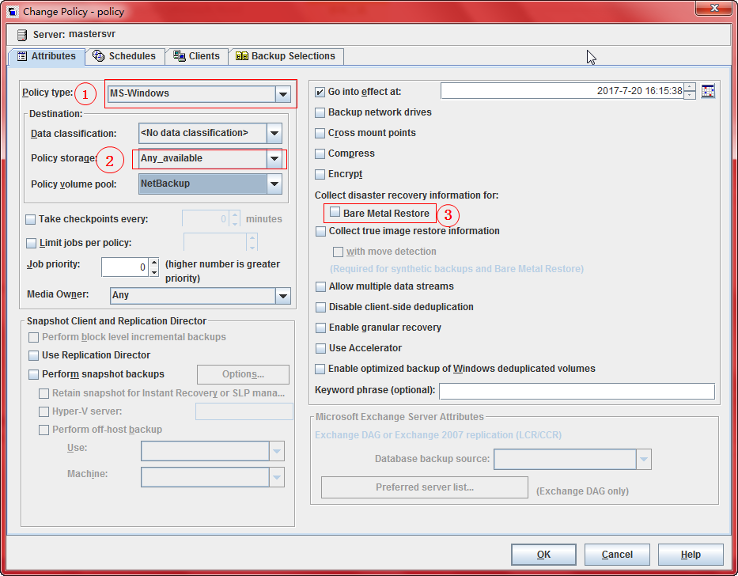 Change Policy - policy
Server: mastersvr
Attributes Schedules Clients Backup Selections
Policy type: 1 MS-Windows
Destination:
Data classification: <No data classification>
Policy storage: 2 Any_available
Policy volume pool: NetBackup
Take checkpoints every: 0 minutes
Limit jobs per policy:
Job priority: 0 (higher number is greater
priority)
Media Owner: Any
Snapshot Client and Replication Director
Perform block level incremental backups
Use Replication Director
Perform snapshot backups Options...
Retain snapshot for Instant Recovery or SLP mana...
Hyper-V server:
Perform off-host backup
Use:
Machine:
Go into effect at: 2017-7-20 16:15:38
Backup network drives
Cross mount points
Compress
Encrypt
Collect disaster recovery information for:
Bare Metal Restore 3
Collect true image restore information
with move detection
(Required for synthetic backups and Bare Metal Restore)
Allow multiple data streams
Disable client-side deduplication
Enable granular recovery
Use Accelerator
Enable optimized backup of Windows deduplicated volumes
Keyword phrase (optional):
Microsoft Exchange Server Attributes
Exchange DAG or Exchange 2007 replication (LCR/CCR)
Database backup source:
Preferred server list... (Exchange DAG only)
OK Cancel Help